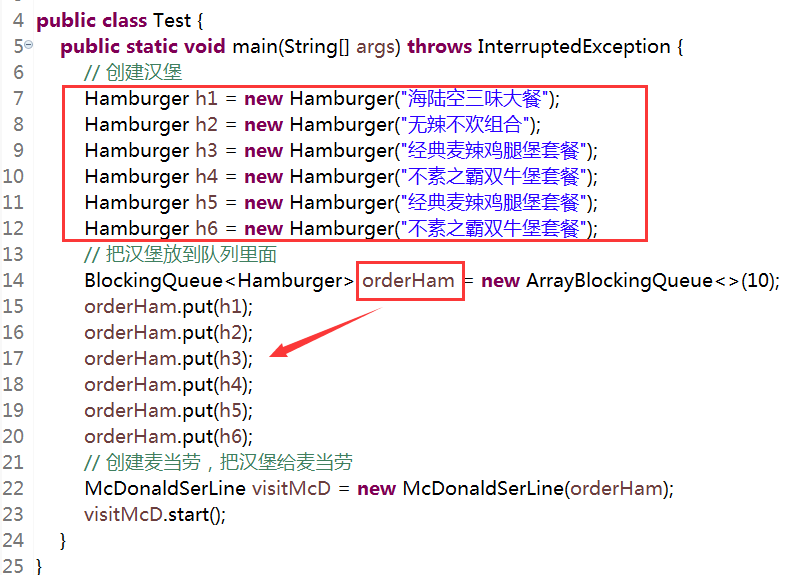 4 public class Test {
5 public static void main(String[] args) throws InterruptedException {
6 // 创建汉堡
7 Hamburger h1 = new Hamburger("海陆空三味大餐");
8 Hamburger h2 = new Hamburger("无辣不欢组合");
9 Hamburger h3 = new Hamburger("经典麦辣鸡腿堡套餐");
10 Hamburger h4 = new Hamburger("不素之霸双牛堡套餐");
11 Hamburger h5 = new Hamburger("经典麦辣鸡腿堡套餐");
12 Hamburger h6 = new Hamburger("不素之霸双牛堡套餐");
13 // 把汉堡放到队列里面
14 BlockingQueue<Hamburger> orderHam = new ArrayBlockingQueue<>(10);
15 orderHam.put(h1);
16 orderHam.put(h2);
17 orderHam.put(h3);
18 orderHam.put(h4);
19 orderHam.put(h5);
20 orderHam.put(h6);
21 // 创建麦当劳，把汉堡给麦当劳
22 McDonaldSerLine visitMcD = new McDonaldSerLine(orderHam);
23 visitMcD.start();
24 }
25 }